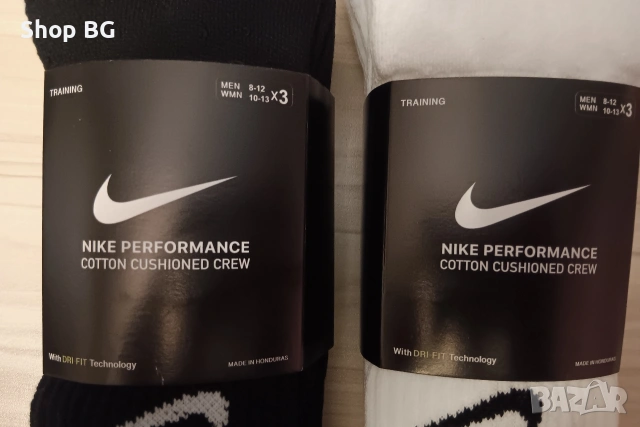 Shop BG
TRAINING
MEN 8-12
WMN 10-13 x3
NIKE PERFORMANCE
COTTON CUSHIONED CREW
With DRI-FIT Technology
MADE IN HONDURAS
TRAINING
MEN 8-12
WMN 10-13 x3
NIKE PERFORMANCE
COTTON CUSHIONED CREW
With DRI-FIT Technology
MADE IN HONDURAS
BAZAR